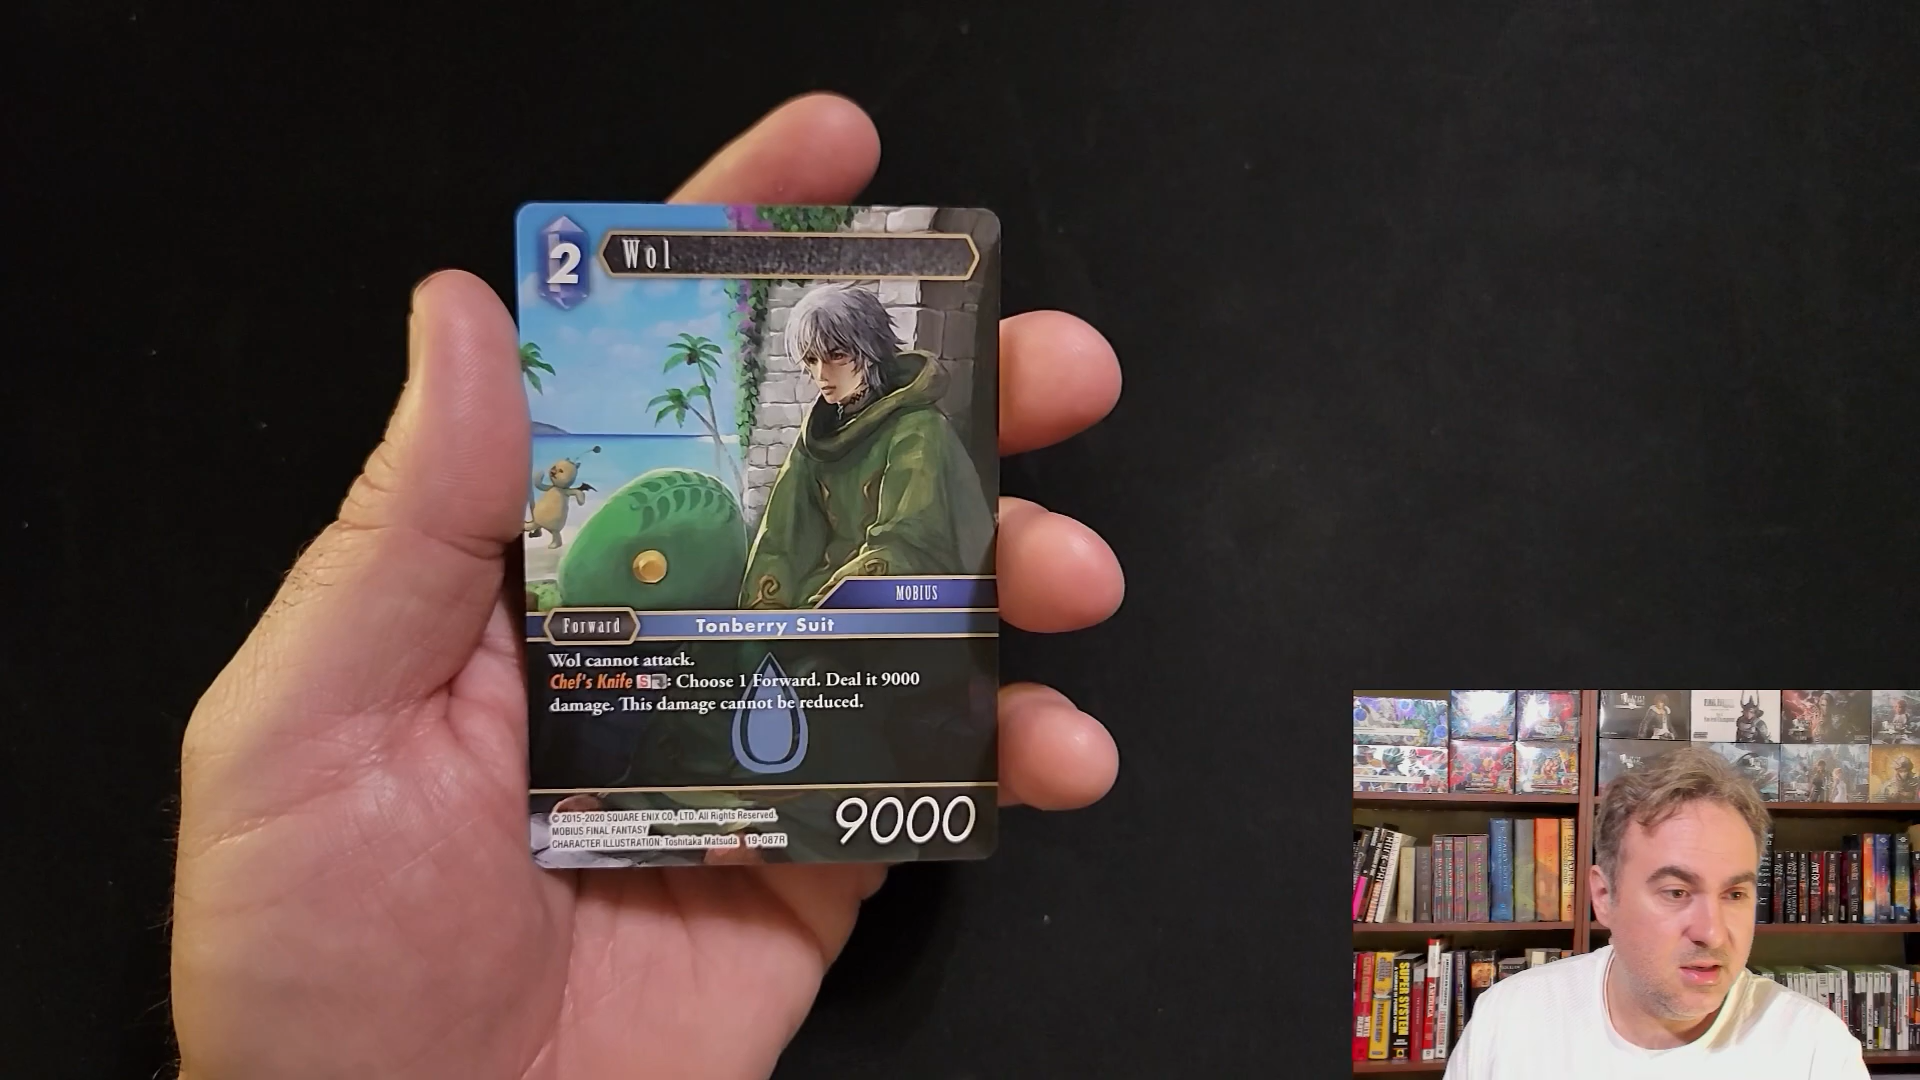 2
Wol
MOBIUS
Forward
Tonberry Suit
Wol cannot attack.
Chef's Knife S: Choose 1 Forward. Deal it 9000
damage. This damage cannot be reduced.
© 2015-2020 SQUARE ENIX CO., LTD. All Rights Reserved.
MOBIUS FINAL FANTASY
CHARACTER ILLUSTRATION: Toshitaka Matsuda 19-087R
9000
SUPER SYSTEM